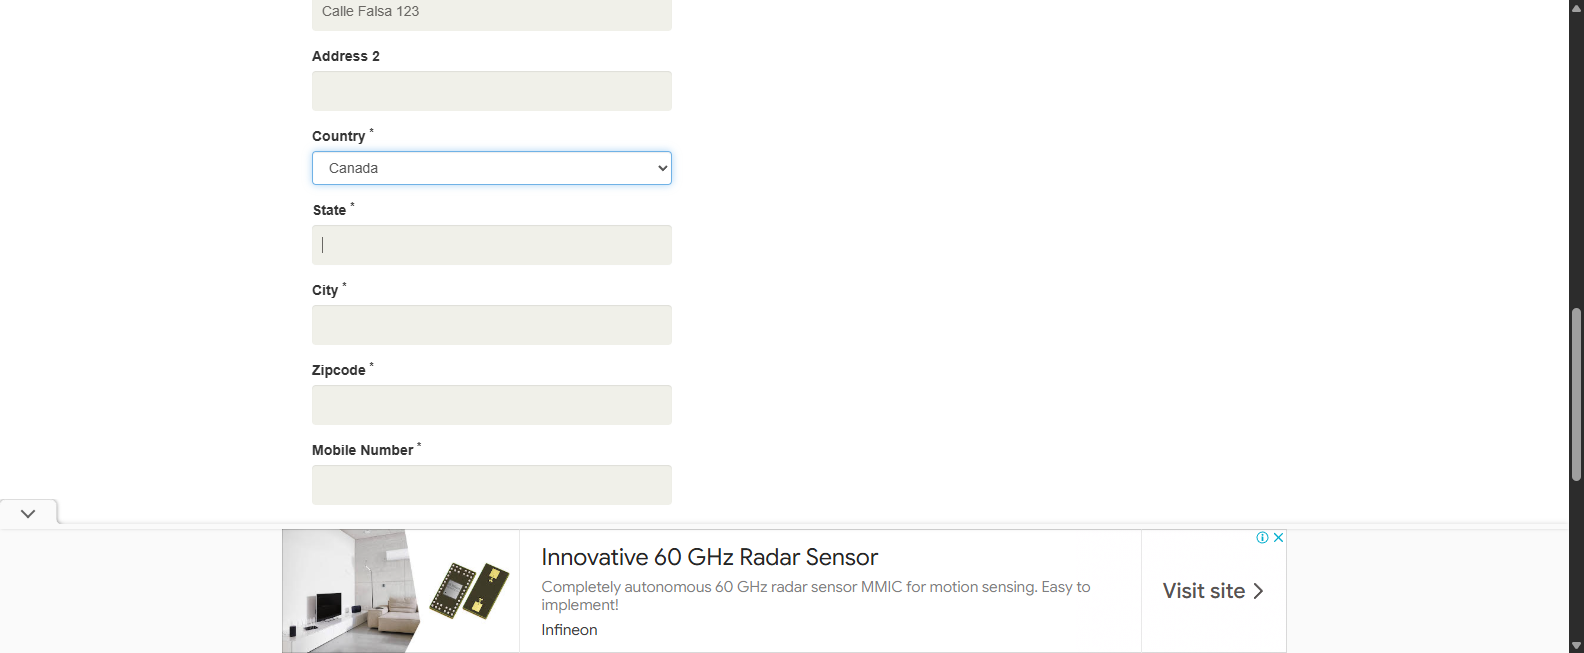 Calle Falsa 123
Address 2
Country *
Canada
State *
City *
Zipcode *
Mobile Number *
Innovative 60 GHz Radar Sensor
Completely autonomous 60 GHz radar sensor MMIC for motion sensing. Easy to
implement!
Infineon
Visit site